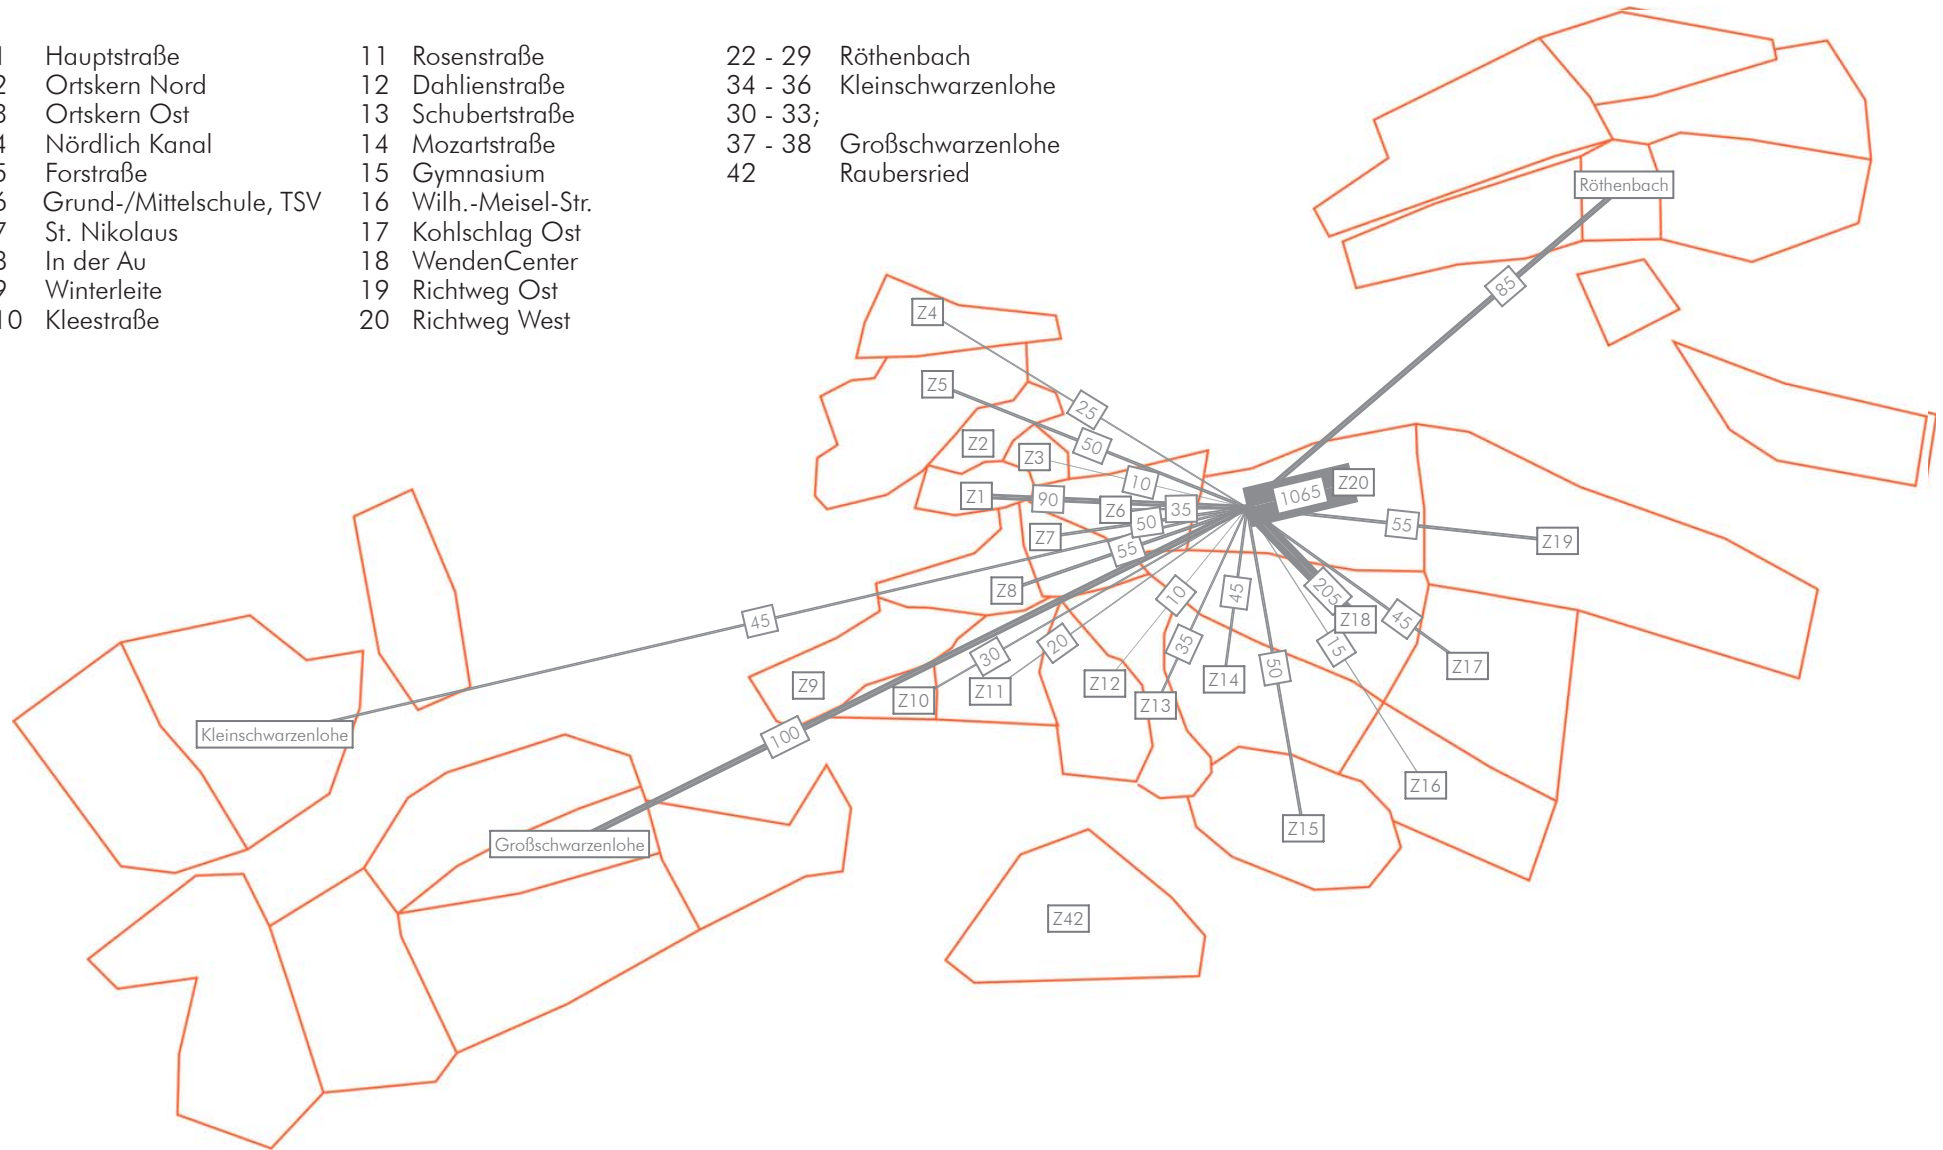 1 Hauptstraße
2 Ortskern Nord
3 Ortskern Ost
4 Nördlich Kanal
5 Forstraße
6 Grund-/Mittelschule, TSV
7 St. Nikolaus
8 In der Au
9 Winterleite
10 Kleestraße
11 Rosenstraße
12 Dahlienstraße
13 Schubertstraße
14 Mozartstraße
15 Gymnasium
16 Wilh.-Meisel-Str.
17 Kohlschlag Ost
18 WendenCenter
19 Richtweg Ost
20 Richtweg West
22 - 29 Röthenbach
34 - 36 Kleinschwarzenlohe
30 - 33;
37 - 38 Großschwarzenlohe
42 Raubersried
Röthenbach
85
Z4
Z5
25
50
Z2
Z3
10
Z20
1065
Z1
90
Z6
35
50
Z7
55
55
Z19
Z8
10
45
205
Z18
45
45
30
20
35
15
50
Z17
Z9
Z10
Z11
Z12
Z13
Z14
Kleinschwarzenlohe
100
Z16
Z15
Großschwarzenlohe
Z42